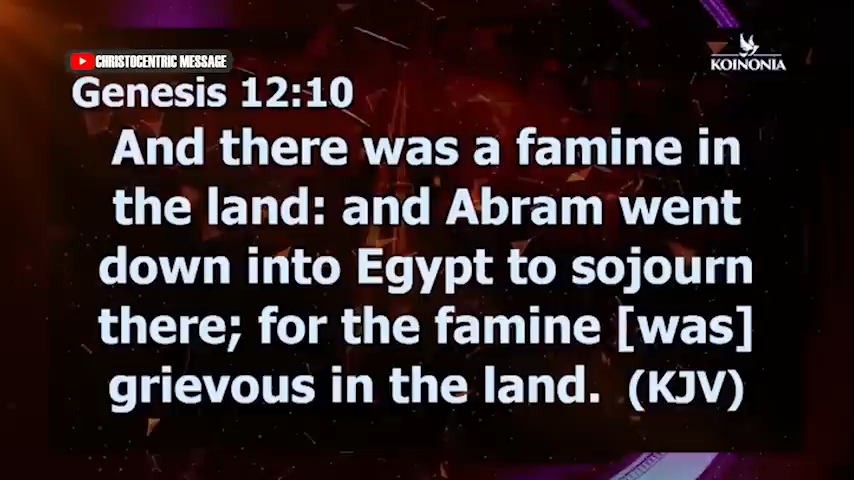 CHRISTOCENTRIC MESSAGE
KOINONIA
Genesis 12:10
And there was a famine in
the land: and Abram went
down into Egypt to sojourn
there; for the famine [was]
grievous in the land. (KJV)